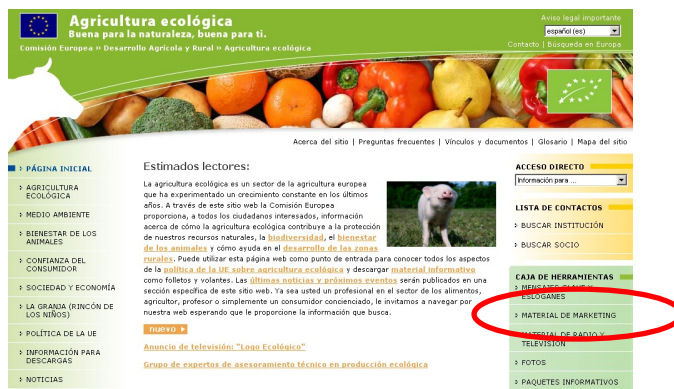 Agricultura ecológica
Buena para la naturaleza, buena para ti.
Comisión Europea » Desarrollo Agrícola y Rural » Agricultura ecológica
Aviso legal importante
español (es)
Contacto | Búsqueda en Europa
Acerca del sitio | Preguntas frecuentes | Vínculos y documentos | Glosario | Mapa del sitio
PÁGINA INICIAL
AGRICULTURA
ECOLÓGICA
MEDIO AMBIENTE
BIENESTAR DE LOS
ANIMALES
CONFIANZA DEL
CONSUMIDOR
SOCIEDAD Y ECONOMÍA
LA GRANJA (RINCÓN DE
LOS NIÑOS)
POLÍTICA DE LA UE
INFORMACIÓN PARA
DESCARGAS
NOTICIAS
Estimados lectores:
La agricultura ecológica es un sector de la agricultura europea
que ha experimentado un crecimiento constante en los últimos
años. A través de este sitio web la Comisión Europea
proporciona, a todos los ciudadanos interesados, información
acerca de cómo la agricultura ecológica contribuye a la protección
de nuestros recursos naturales, la biodiversidad, el bienestar
de los animales y cómo ayuda en el desarrollo de las zonas
rurales. Puede utilizar esta página web como punto de entrada para conocer todos los aspectos
de la política de la UE sobre agricultura ecológica y descargar material informativo
como folletos y volantes. Las últimas noticias y próximos eventos serán publicados en una
sección específica de este sitio web. Ya sea usted un profesional en el sector de los alimentos,
agricultor, profesor o simplemente un consumidor concienciado, le invitamos a navegar por
nuestra web esperando que le proporcione la información que busca.
nuevo
Anuncio de televisión: "Logo Ecológico"
Grupo de expertos de asesoramiento técnico en producción ecológica
ACCESO DIRECTO
Información para ...
LISTA DE CONTACTOS
BUSCAR INSTITUCIÓN
BUSCAR SOCIO
CAJA DE HERRAMIENTAS
MENSAJES CLAVE Y
ESLOGANES
MATERIAL DE MARKETING
MATERIAL DE RADIO Y
TELEVISIÓN
FOTOS
PAQUETES INFORMATIVOS